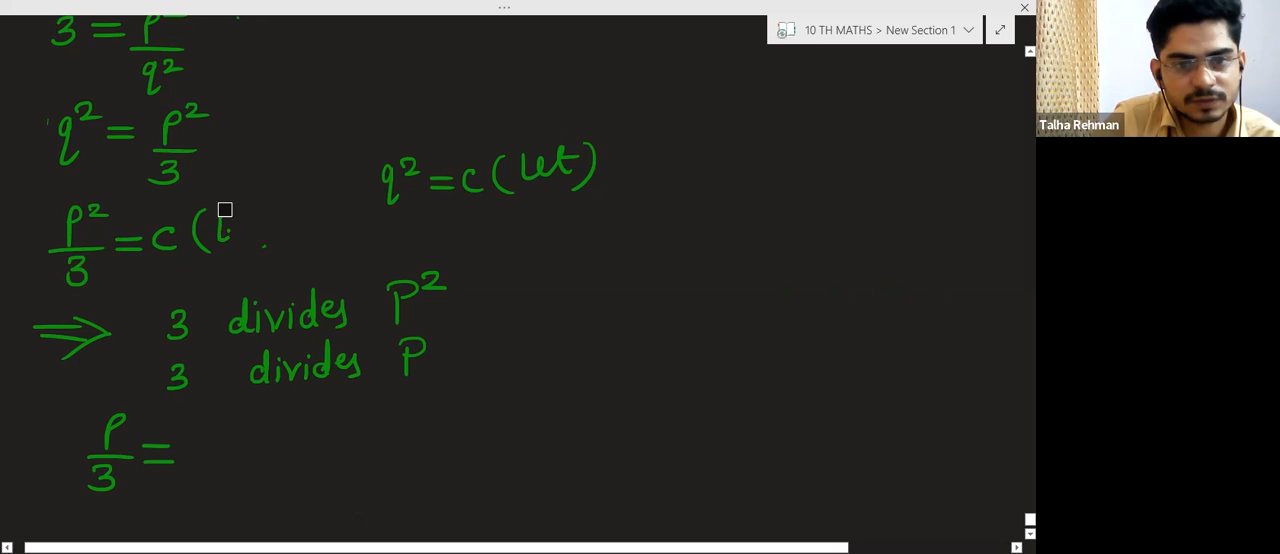 10 TH MATHS > New Section 1
Talha Rehman
3 = p / q²
q² = p² / 3
q² = c (let)
p² / 3 = c (
⇒ 3 divides P²
3 divides P
p / 3 =